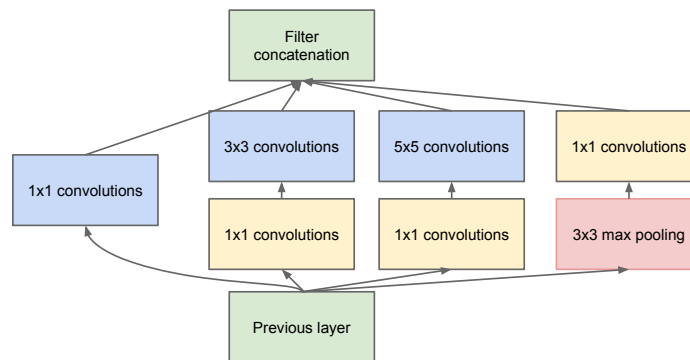 Filter
concatenation
3x3 convolutions
5x5 convolutions
1x1 convolutions
1x1 convolutions
1x1 convolutions
1x1 convolutions
3x3 max pooling
Previous layer